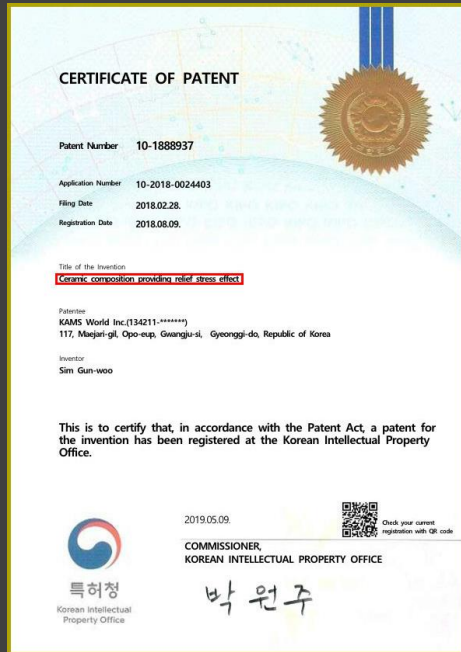 CERTIFICATE OF PATENT
Patent Number 10-1888937
Application Number 10-2018-0024403
Filing Date 2018.02.28.
Registration Date 2018.08.09.
Title of the Invention
Ceramic composition providing relief stress effect
Patentee
KAMS World Inc.(134211-*******)
117, Maejari-gil, Opo-eup, Gwangju-si, Gyeonggi-do, Republic of Korea
Inventor
Sim Gun-woo
This is to certify that, in accordance with the Patent Act, a patent for
the invention has been registered at the Korean Intellectual Property
Office.
2019.05.09.
Check your current
registration with QR code
COMMISSIONER,
KOREAN INTELLECTUAL PROPERTY OFFICE
박원주
특허청
Korean Intellectual
Property Office